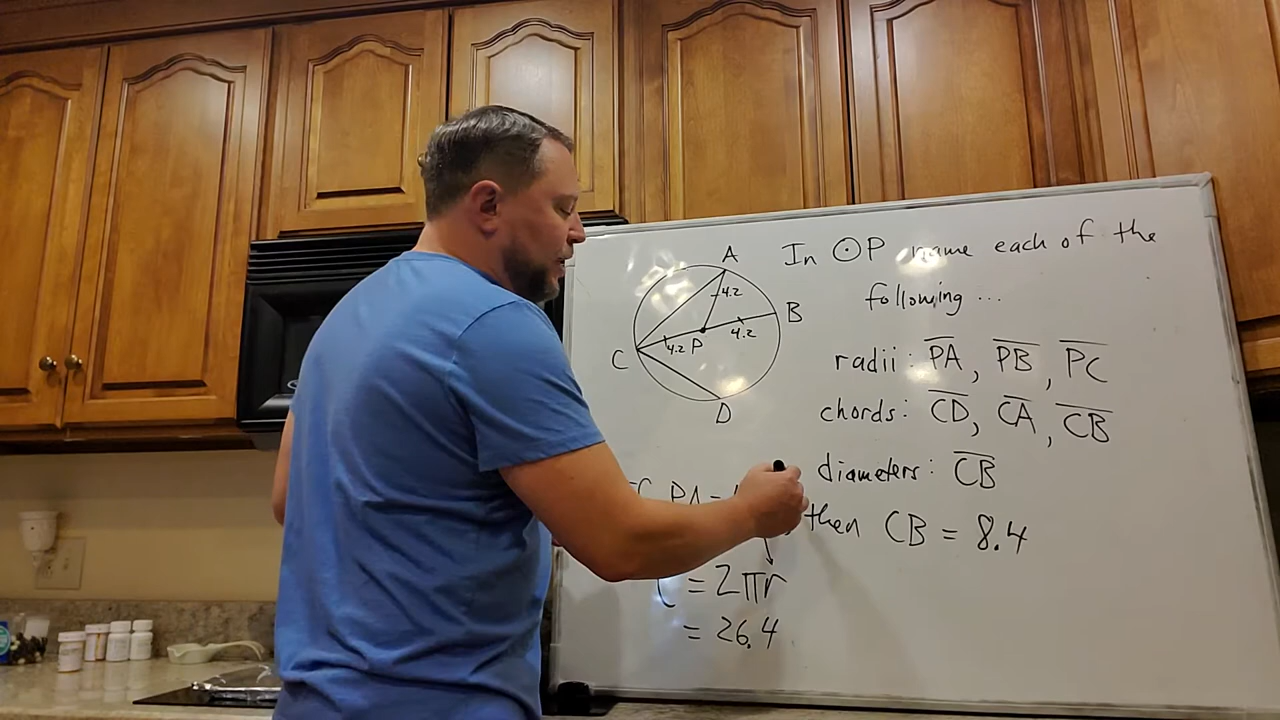 In ⊙P name each of the
following ...
A
4.2
B
4.2
4.2 P
C
D
radii: PA, PB, PC
chords: CD, CA, CB
diameters: CB
PA =
then CB = 8.4
C = 2πr
= 26.4